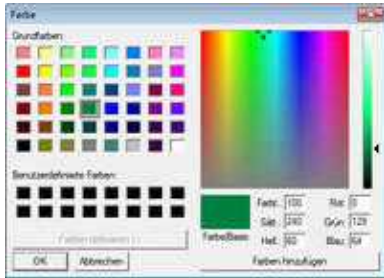 Farbe
Grundfarben:
Benutzerdefinierte Farben:
Farben definieren >>
OK Abbrechen
Farbe|Basis
Farbt.: 100 Rot: 0
Sätt.: 240 Grün: 128
Hell.: 60 Blau: 64
Farben hinzufügen